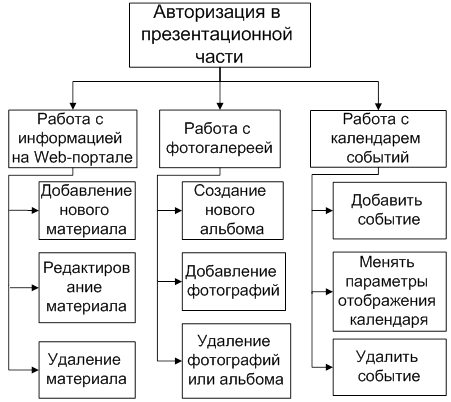 Авторизация в
презентационной
части
Работа с
информацией
на Web-портале
Работа с
фотогалереей
Работа с
календарем
событий
Добавление
нового
материала
Создание
нового
альбома
Добавить
событие
Редактиров
ание
материала
Добавление
фотографий
Менять
параметры
отображения
календаря
Удаление
материала
Удаление
фотографий
или альбома
Удалить
событие